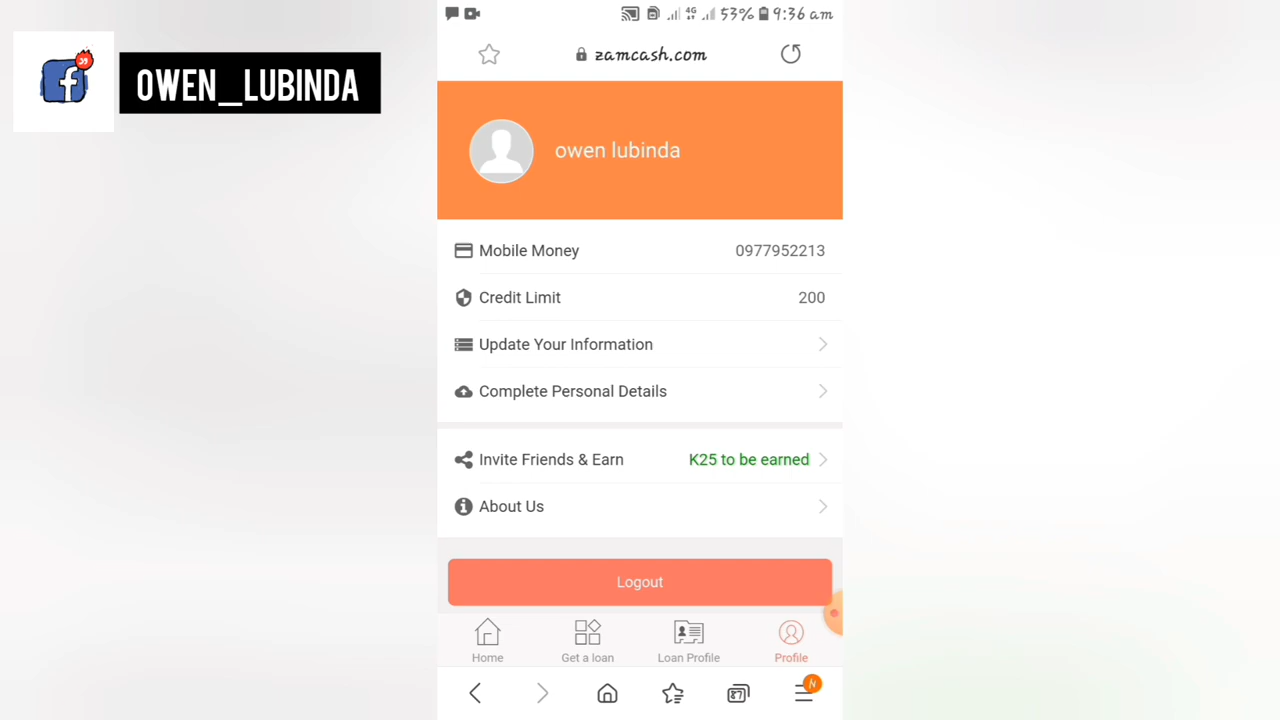 OWEN_LUBINDA
4G 53% 9:36 am
zamcash.com
owen lubinda
Mobile Money 0977952213
Credit Limit 200
Update Your Information
Complete Personal Details
Invite Friends & Earn K25 to be earned
About Us
Logout
Home Get a loan Loan Profile Profile
N